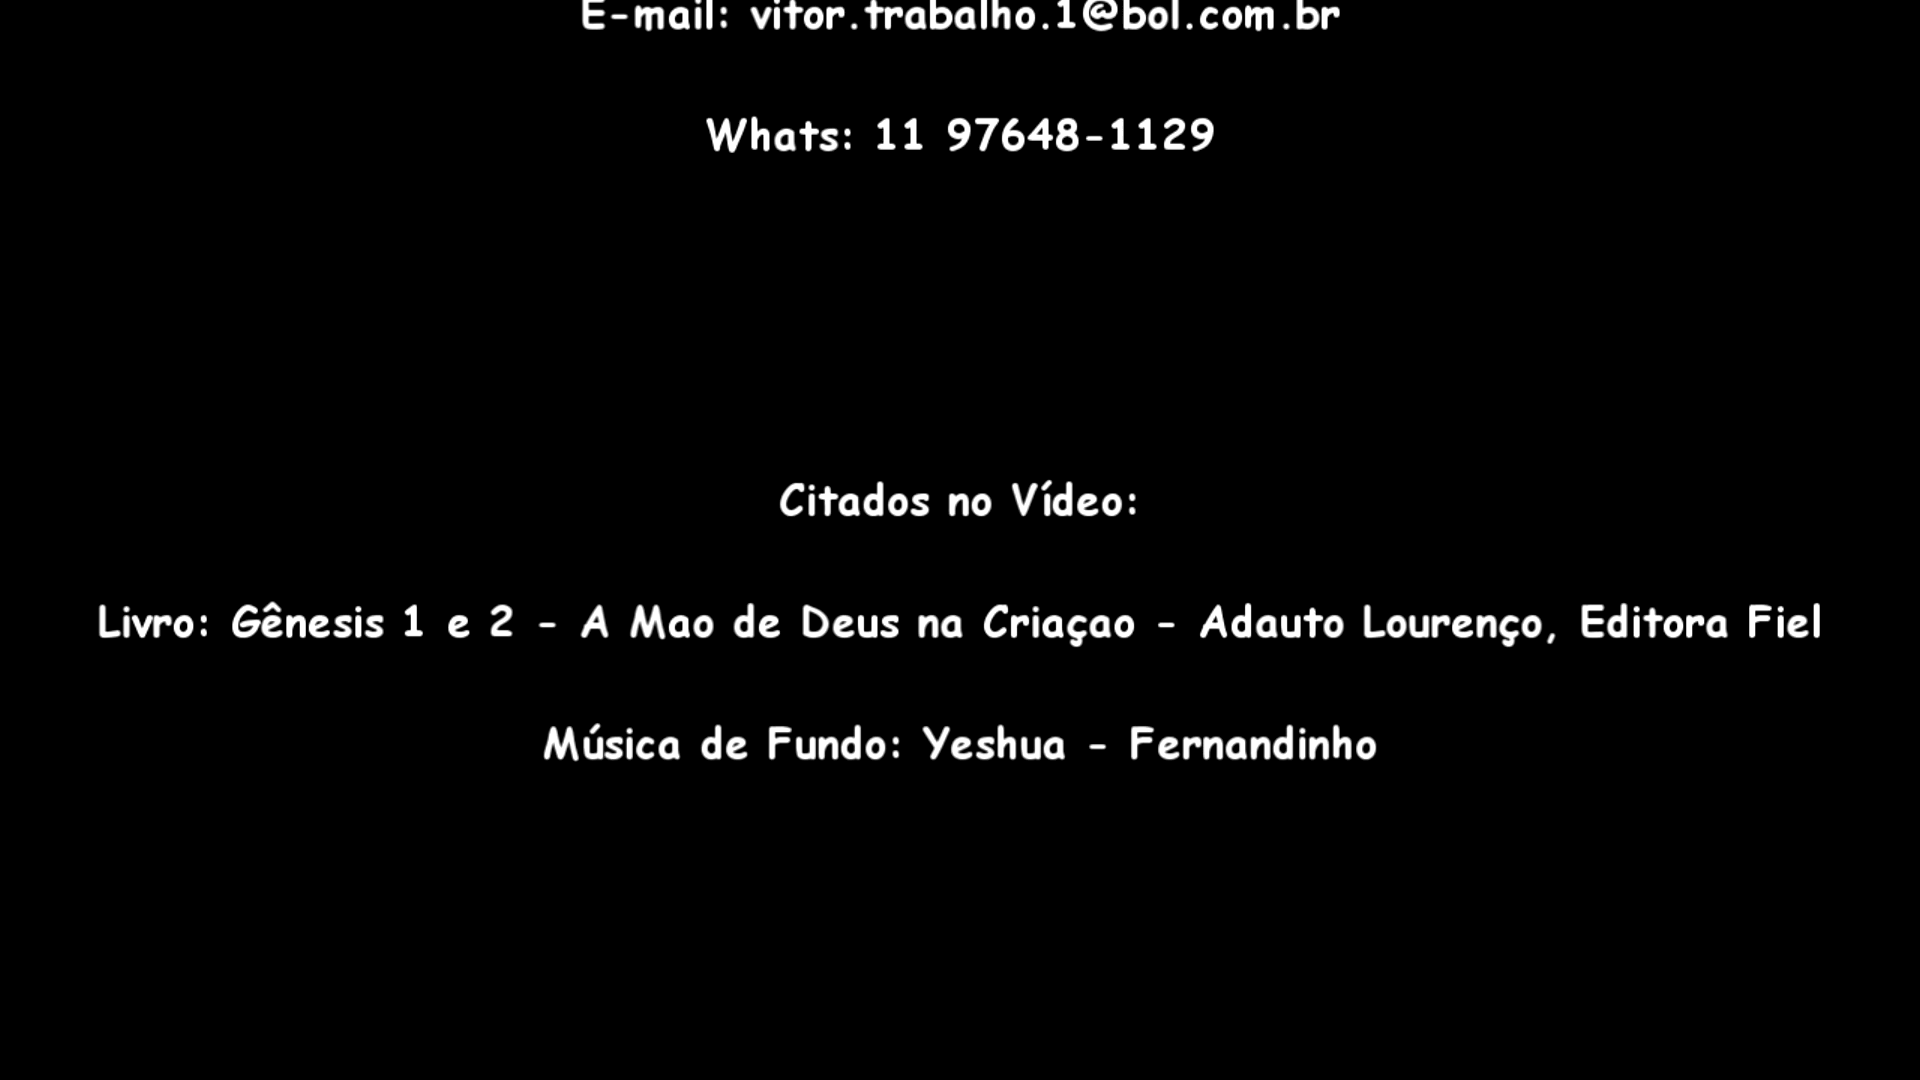 E-mail: vitor.trabalho.1@bol.com.br
Whats: 11 97648-1129
Citados no Vídeo:
Livro: Gênesis 1 e 2 - A Mao de Deus na Criaçao - Adauto Lourenço, Editora Fiel
Música de Fundo: Yeshua - Fernandinho